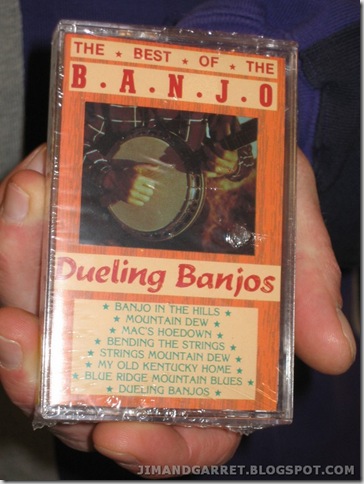 THE ★ BEST ★ OF ★ THE
B.A.N.J.O
Dueling Banjos
★ BANJO IN THE HILLS ★
★ MOUNTAIN DEW ★
★ MAC'S HOEDOWN ★
★ BENDING THE STRINGS ★
★ STRINGS MOUNTAIN DEW ★
★ MY OLD KENTUCKY HOME ★
★ BLUE RIDGE MOUNTAIN BLUES ★
★ DUELING BANJOS ★
JIMANDGARRET.BLOGSPOT.COM